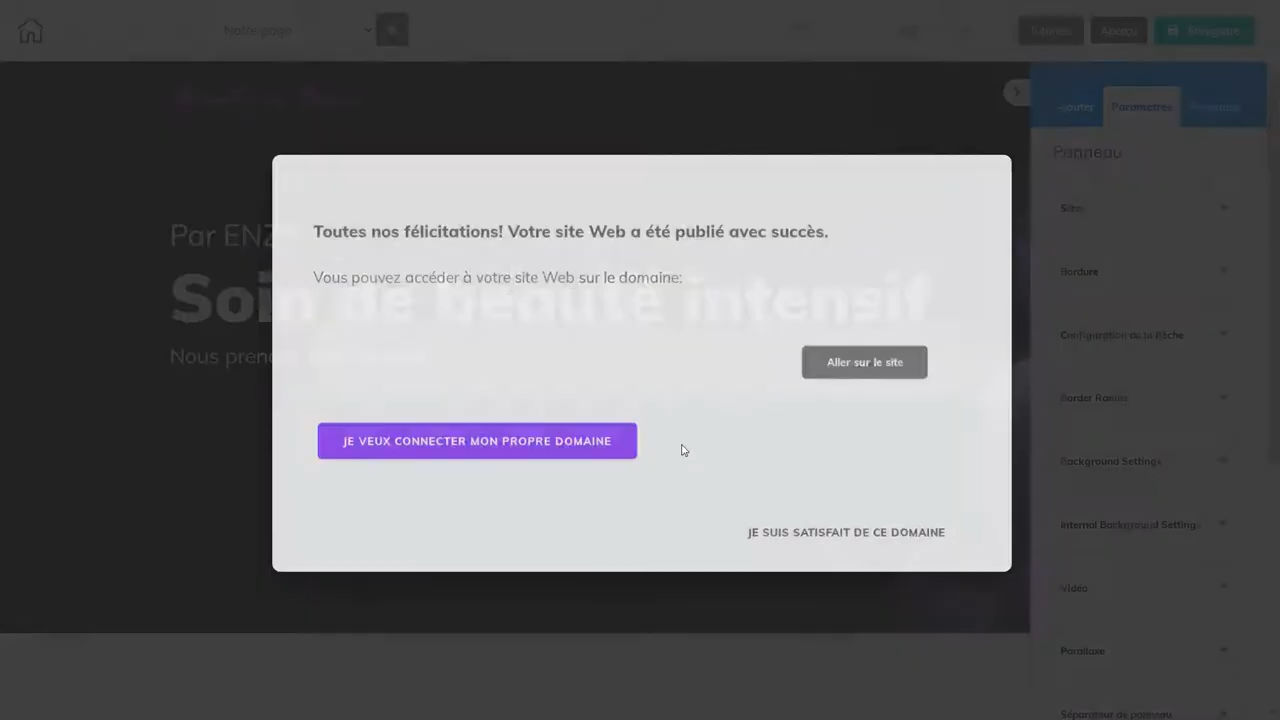 Notre page
Tutoriel
Aperçu
Enregistrer
Ajouter
Paramètres
Panneau
Toutes nos félicitations! Votre site Web a été publié avec succès.
Par ENZ
Vous pouvez accéder à votre site Web sur le domaine:
Soin de beauté intensif
Nous prenons
Aller sur le site
JE VEUX CONNECTER MON PROPRE DOMAINE
JE SUIS SATISFAIT DE CE DOMAINE
Bordure
Configuration de la flèche
Border Radius
Background Settings
Internal Background Settings
Vidéo
Parallaxe
Séparateur de panneau